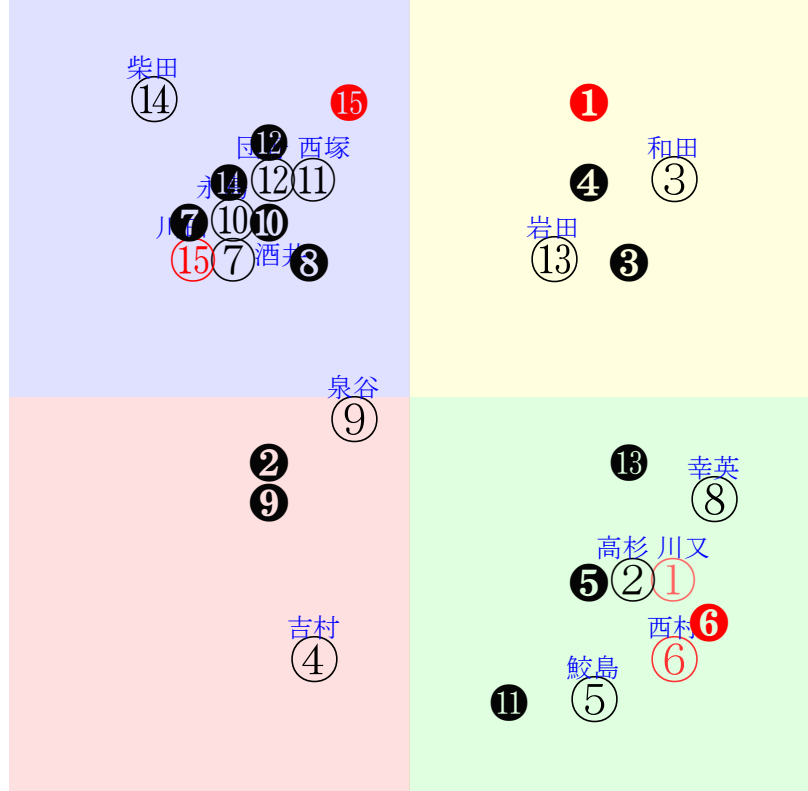 柴田
⑭
⓯
❶
⓬
西塚
和田
⓮
⑫
⑪
❹
③
❼
⑩
❿
岩田
⑮
⑦
酒井
❽
⑬
❸
泉谷
⑨
❷
⓭
幸英
❾
⑧
高杉
川又
❺
②
①
吉村
西村
❻
④
⑥
鮫島
⓫
⑤